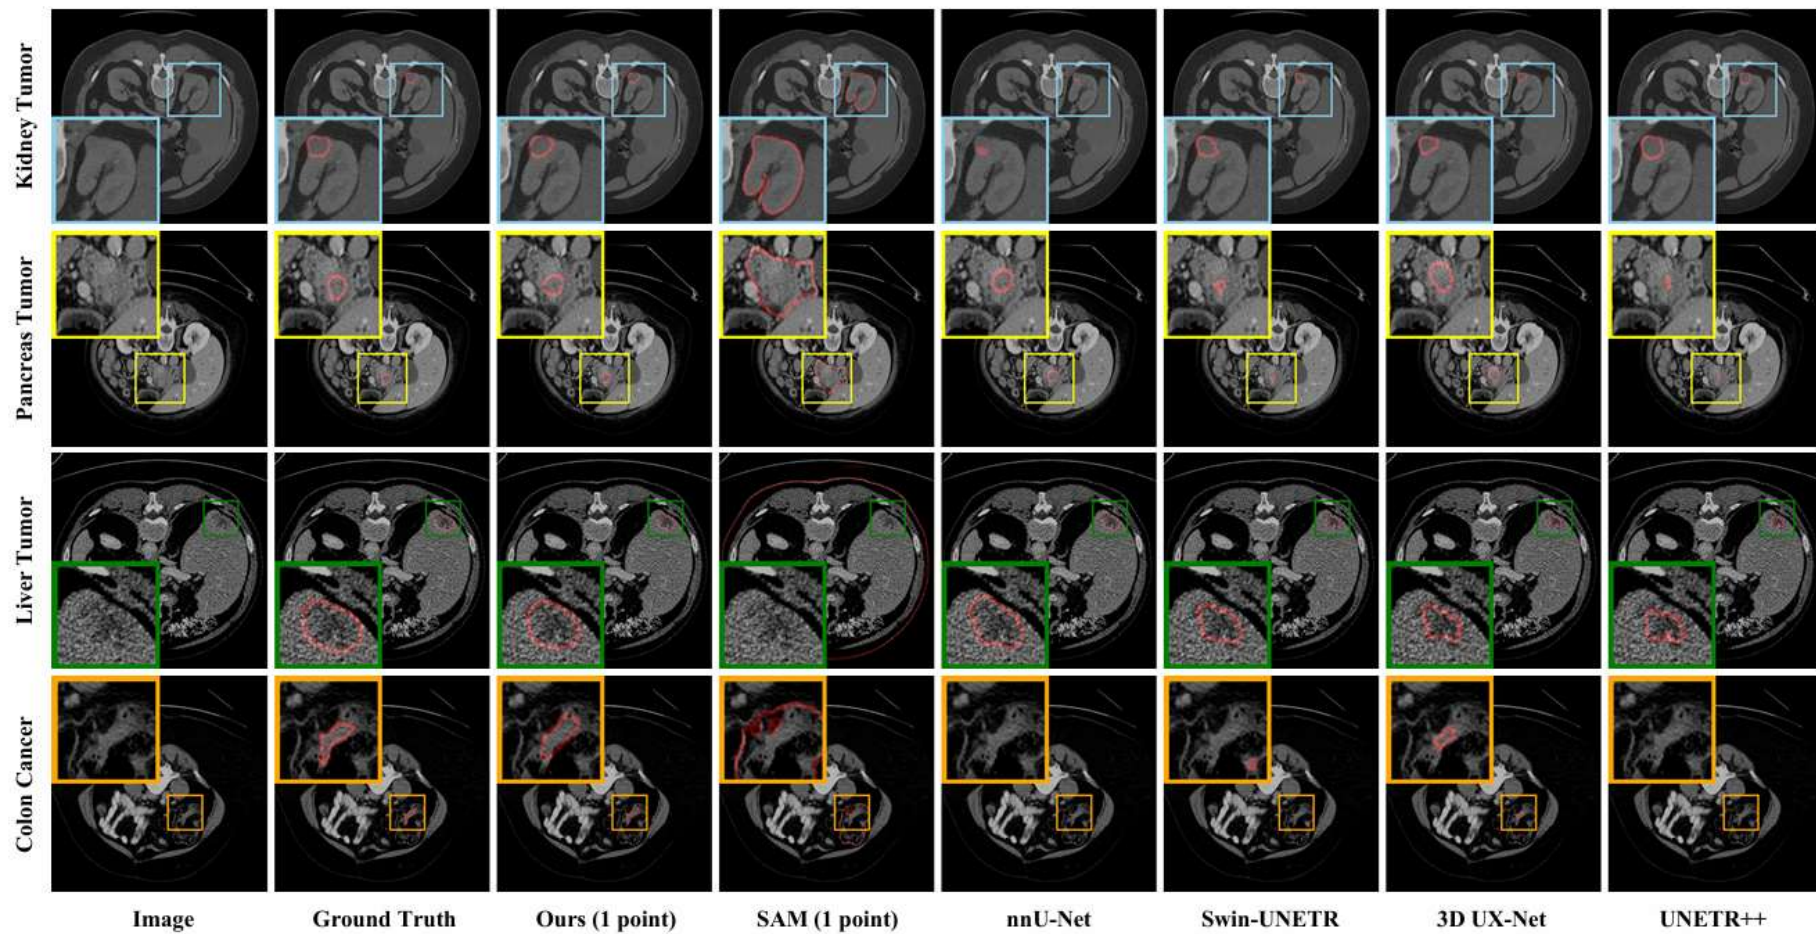 Kidney Tumor
Pancreas Tumor
Liver Tumor
Colon Cancer
Image
Ground Truth
Ours (1 point)
SAM (1 point)
nnU-Net
Swin-UNETR
3D UX-Net
UNETR++